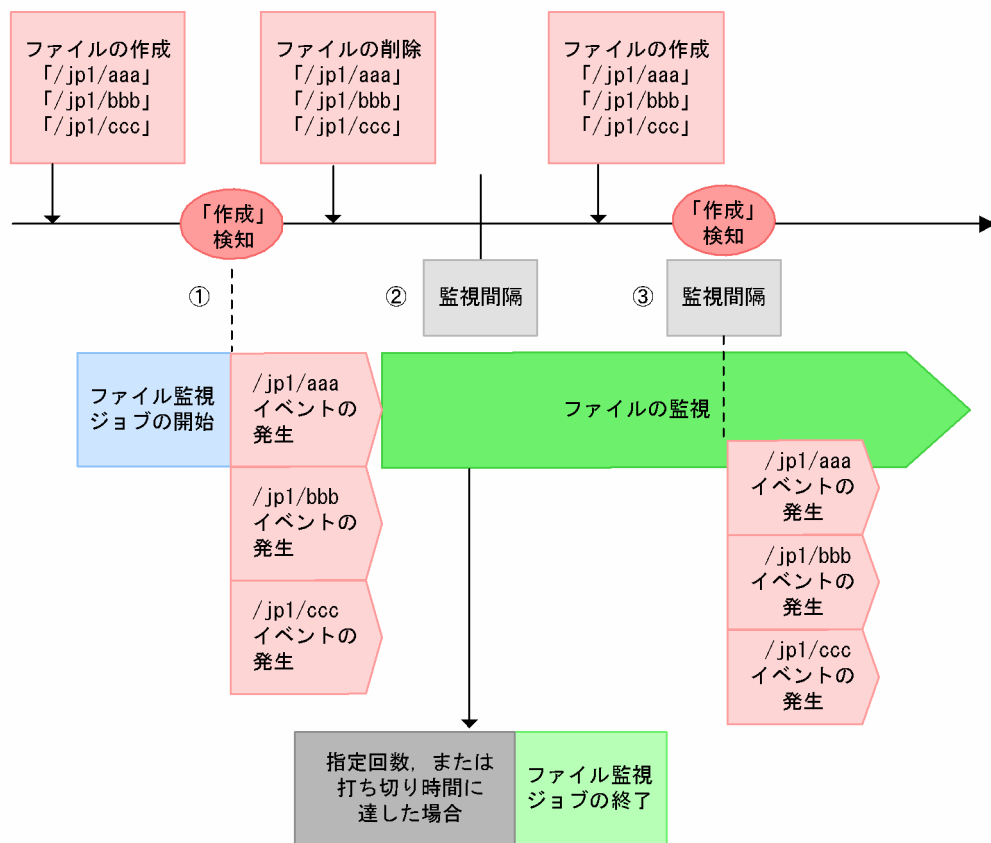 ファイルの作成
「/jp1/aaa」
「/jp1/bbb」
「/jp1/ccc」
ファイルの削除
「/jp1/aaa」
「/jp1/bbb」
「/jp1/ccc」
ファイルの作成
「/jp1/aaa」
「/jp1/bbb」
「/jp1/ccc」
「作成」
検知
「作成」
検知
①
②
監視間隔
③
監視間隔
ファイル監視
ジョブの開始
/jp1/aaa
イベントの
発生
ファイルの監視
/jp1/bbb
イベントの
発生
/jp1/ccc
イベントの
発生
/jp1/aaa
イベントの
発生
/jp1/bbb
イベントの
発生
/jp1/ccc
イベントの
発生
指定回数，または
打ち切り時間に
達した場合
ファイル監視
ジョブの終了